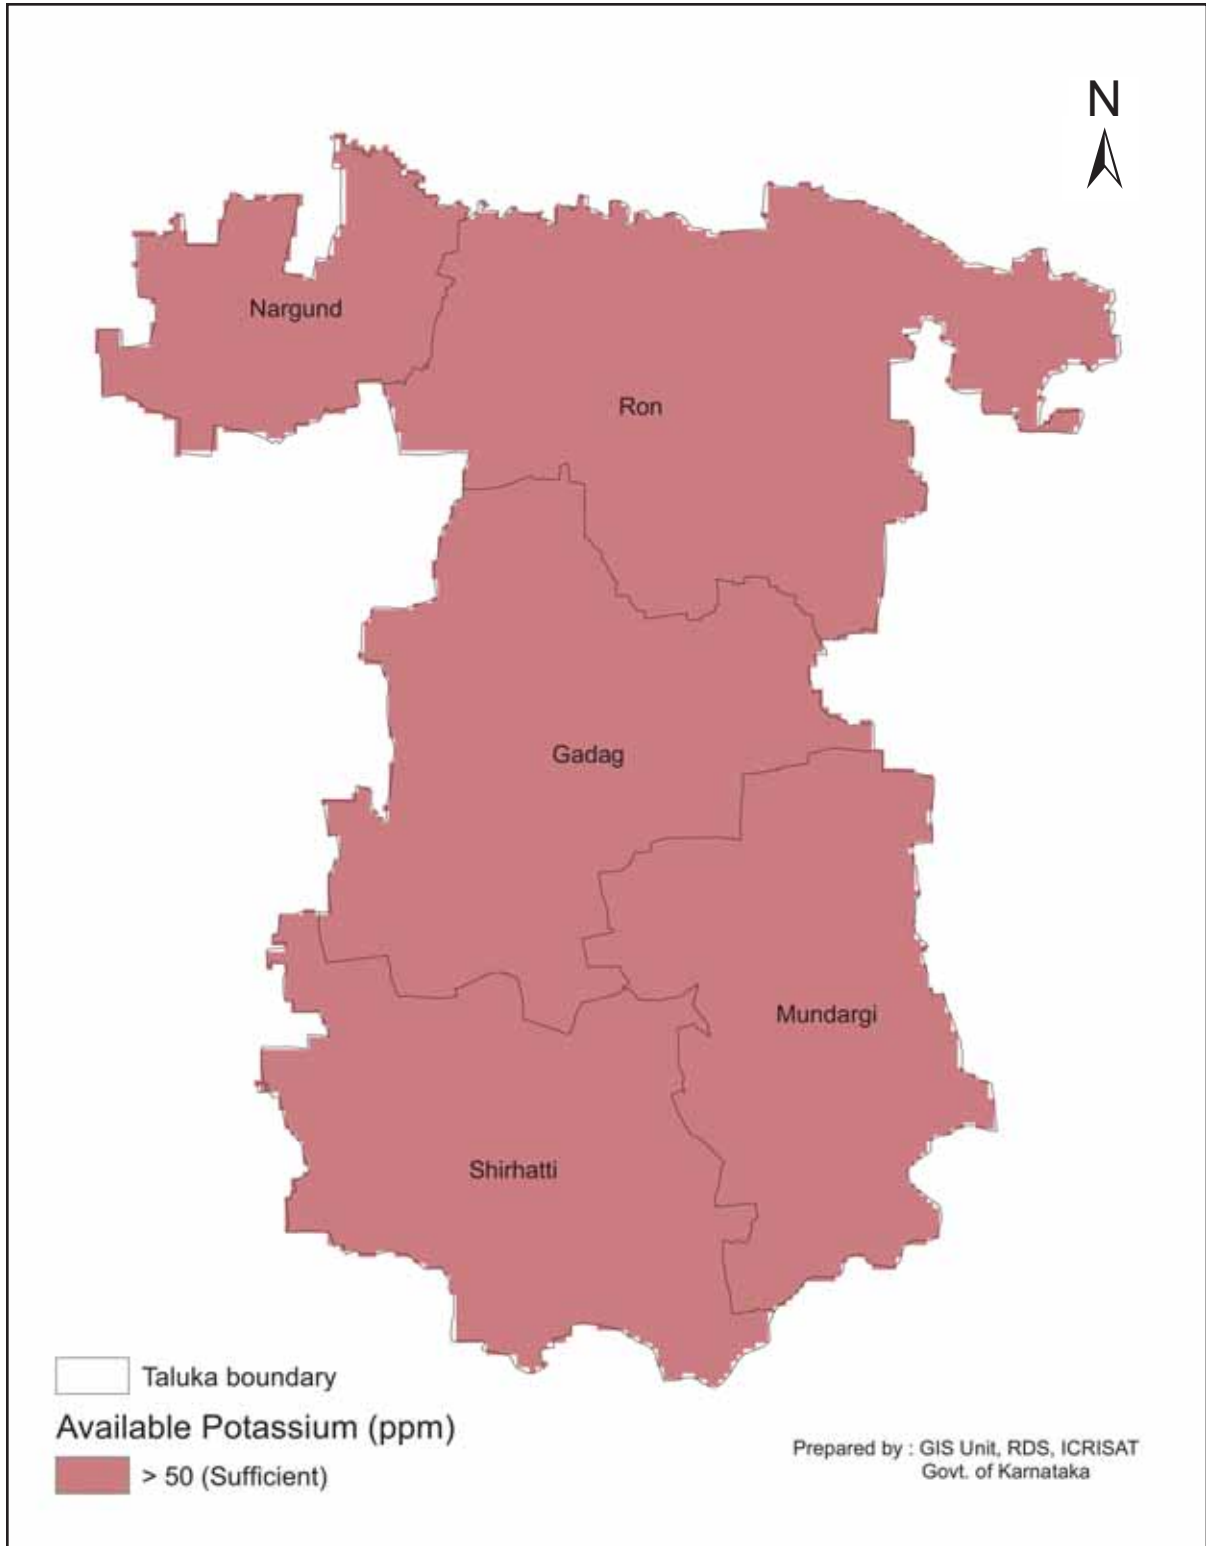 N
Nargund
Ron
Gadag
Mundargi
Shirhatti
Taluka boundary
Available Potassium (ppm)
> 50 (Sufficient)
Prepared by : GIS Unit, RDS, ICRISAT
Govt. of Karnataka